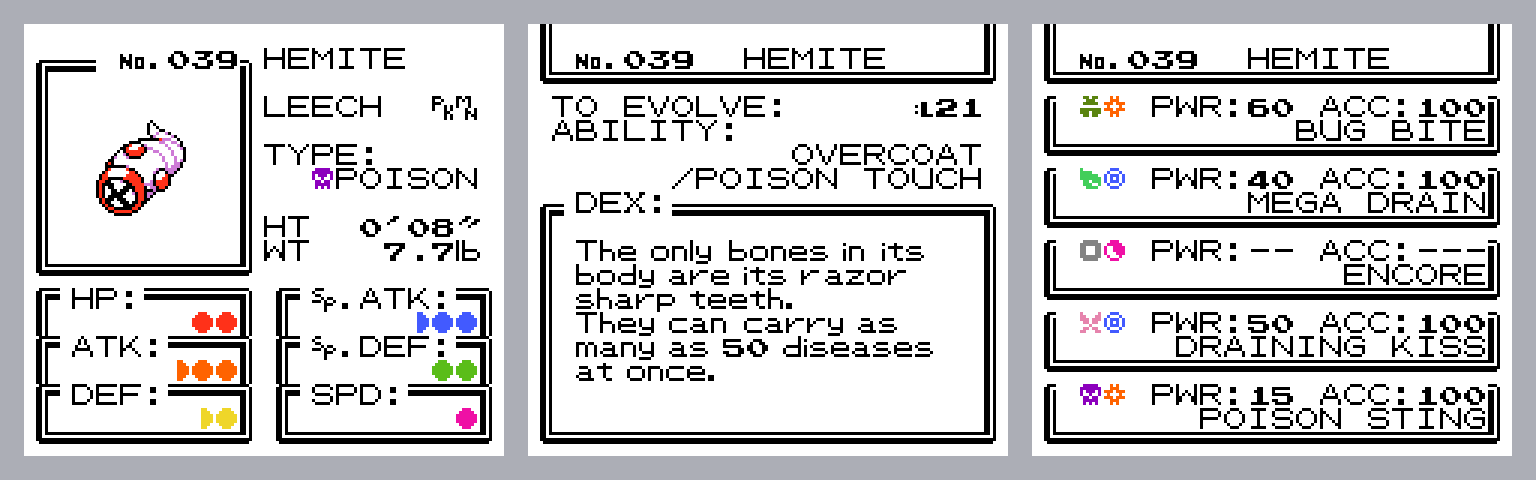 No.039 HEMITE
LEECH PKMN
TYPE:
POISON
HT 0′08″
WT 7.7lb
HP:
ATK:
DEF:
Sp.ATK:
Sp.DEF:
SPD:
No.039 HEMITE
TO EVOLVE: :L21
ABILITY:
OVERCOAT
/POISON TOUCH
DEX:
The only bones in its
body are its razor
sharp teeth.
They can carry as
many as 50 diseases
at once.
No.039 HEMITE
PWR:60 ACC:100
BUG BITE
PWR:40 ACC:100
MEGA DRAIN
PWR:-- ACC:---
ENCORE
PWR:50 ACC:100
DRAINING KISS
PWR:15 ACC:100
POISON STING